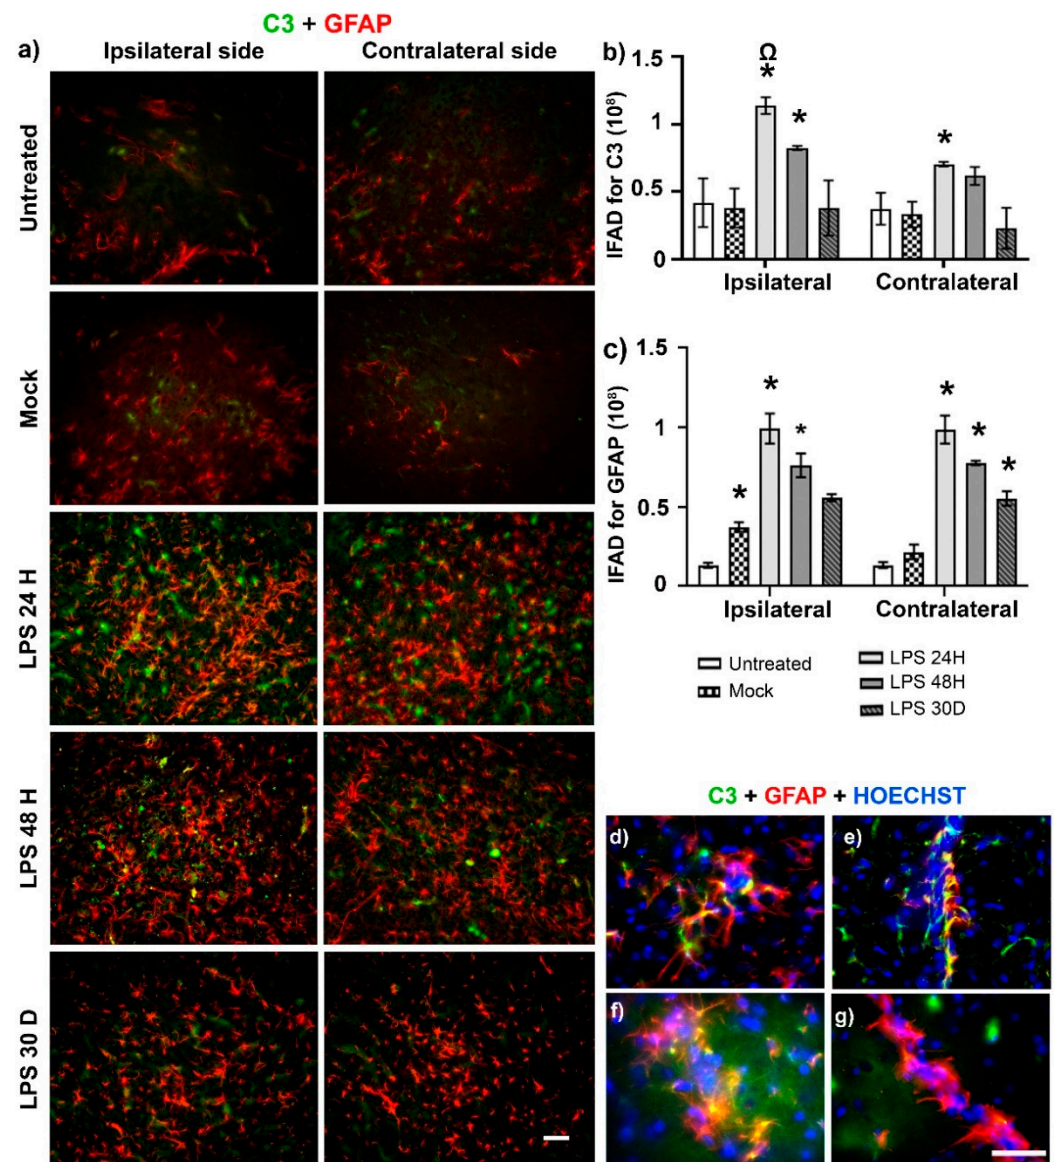 C3 + GFAP
a) Ipsilateral side Contralateral side
Untreated
Mock
LPS 24 H
LPS 48 H
LPS 30 D
b)
IFAD for C3 (10⁸)
1.5
1
0.5
0
Ω
*
*
*
Ipsilateral Contralateral
c)
IFAD for GFAP (10⁸)
1.5
1
0.5
0
*
*
*
*
*
*
Ipsilateral Contralateral
Untreated
Mock
LPS 24H
LPS 48H
LPS 30D
C3 + GFAP + HOECHST
d)
e)
f)
g)